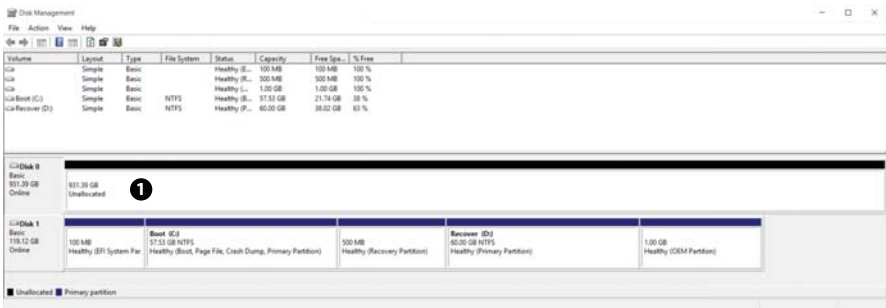 Disk Management
File Action View Help
Volume Layout Type File System Status Capacity Free Spa... % Free
Simple Basic Healthy (E... 100 MB 100 MB 100 %
Simple Basic Healthy (R... 500 MB 500 MB 100 %
Simple Basic Healthy (... 1.00 GB 1.00 GB 100 %
Boot (C:) Simple Basic NTFS Healthy (B... 57.53 GB 21.74 GB 38 %
Recover (D:) Simple Basic NTFS Healthy (P... 60.00 GB 38.02 GB 63 %
Disk 0
Basic
931.39 GB
Online
931.39 GB
Unallocated
1
Disk 1
Basic
119.12 GB
Online
100 MB
Healthy (EFI System Par
Boot (C:)
57.53 GB NTFS
Healthy (Boot, Page File, Crash Dump, Primary Partition)
500 MB
Healthy (Recovery Partition)
Recover (D:)
60.00 GB NTFS
Healthy (Primary Partition)
1.00 GB
Healthy (OEM Partition)
Unallocated Primary partition